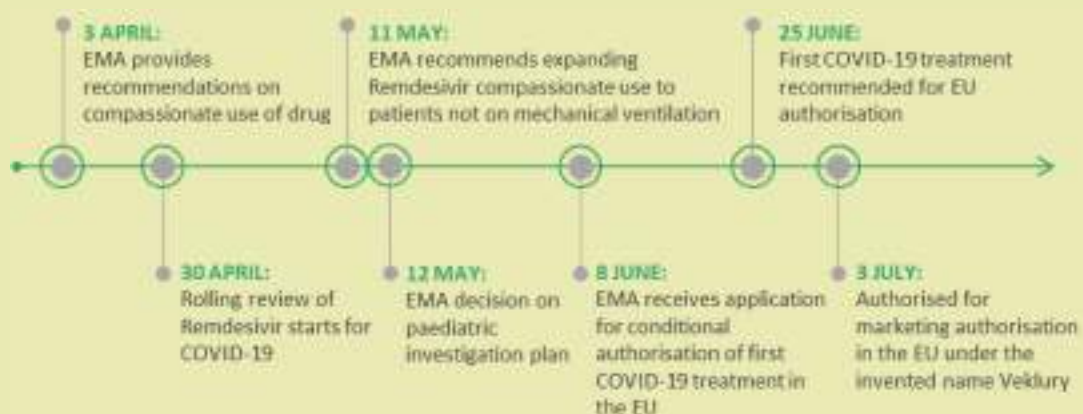 3 APRIL:
EMA provides
recommendations on
compassionate use of drug
11 MAY:
EMA recommends expanding
Remdesivir compassionate use to
patients not on mechanical ventilation
25 JUNE:
First COVID-19 treatment
recommended for EU
authorisation
30 APRIL:
Rolling review of
Remdesivir starts for
COVID-19
12 MAY:
EMA decision on
paediatric
investigation plan
8 JUNE:
EMA receives application
for conditional
authorisation of first
COVID-19 treatment in
the EU
3 JULY:
Authorised for
marketing authorisation
in the EU under the
invented name Veklury